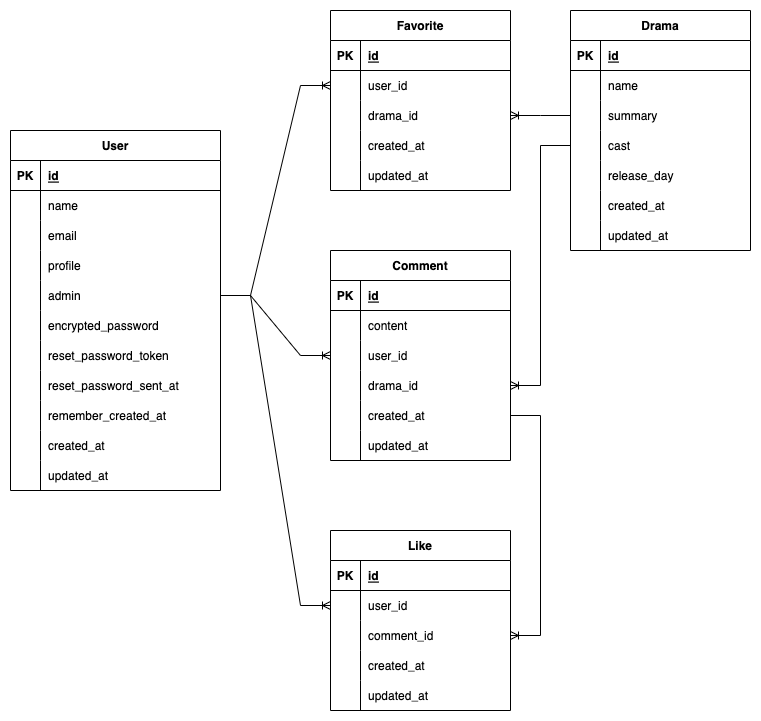 User
PK id
name
email
profile
admin
encrypted_password
reset_password_token
reset_password_sent_at
remember_created_at
created_at
updated_at
Favorite
PK id
user_id
drama_id
created_at
updated_at
Comment
PK id
content
user_id
drama_id
created_at
updated_at
Like
PK id
user_id
comment_id
created_at
updated_at
Drama
PK id
name
summary
cast
release_day
created_at
updated_at